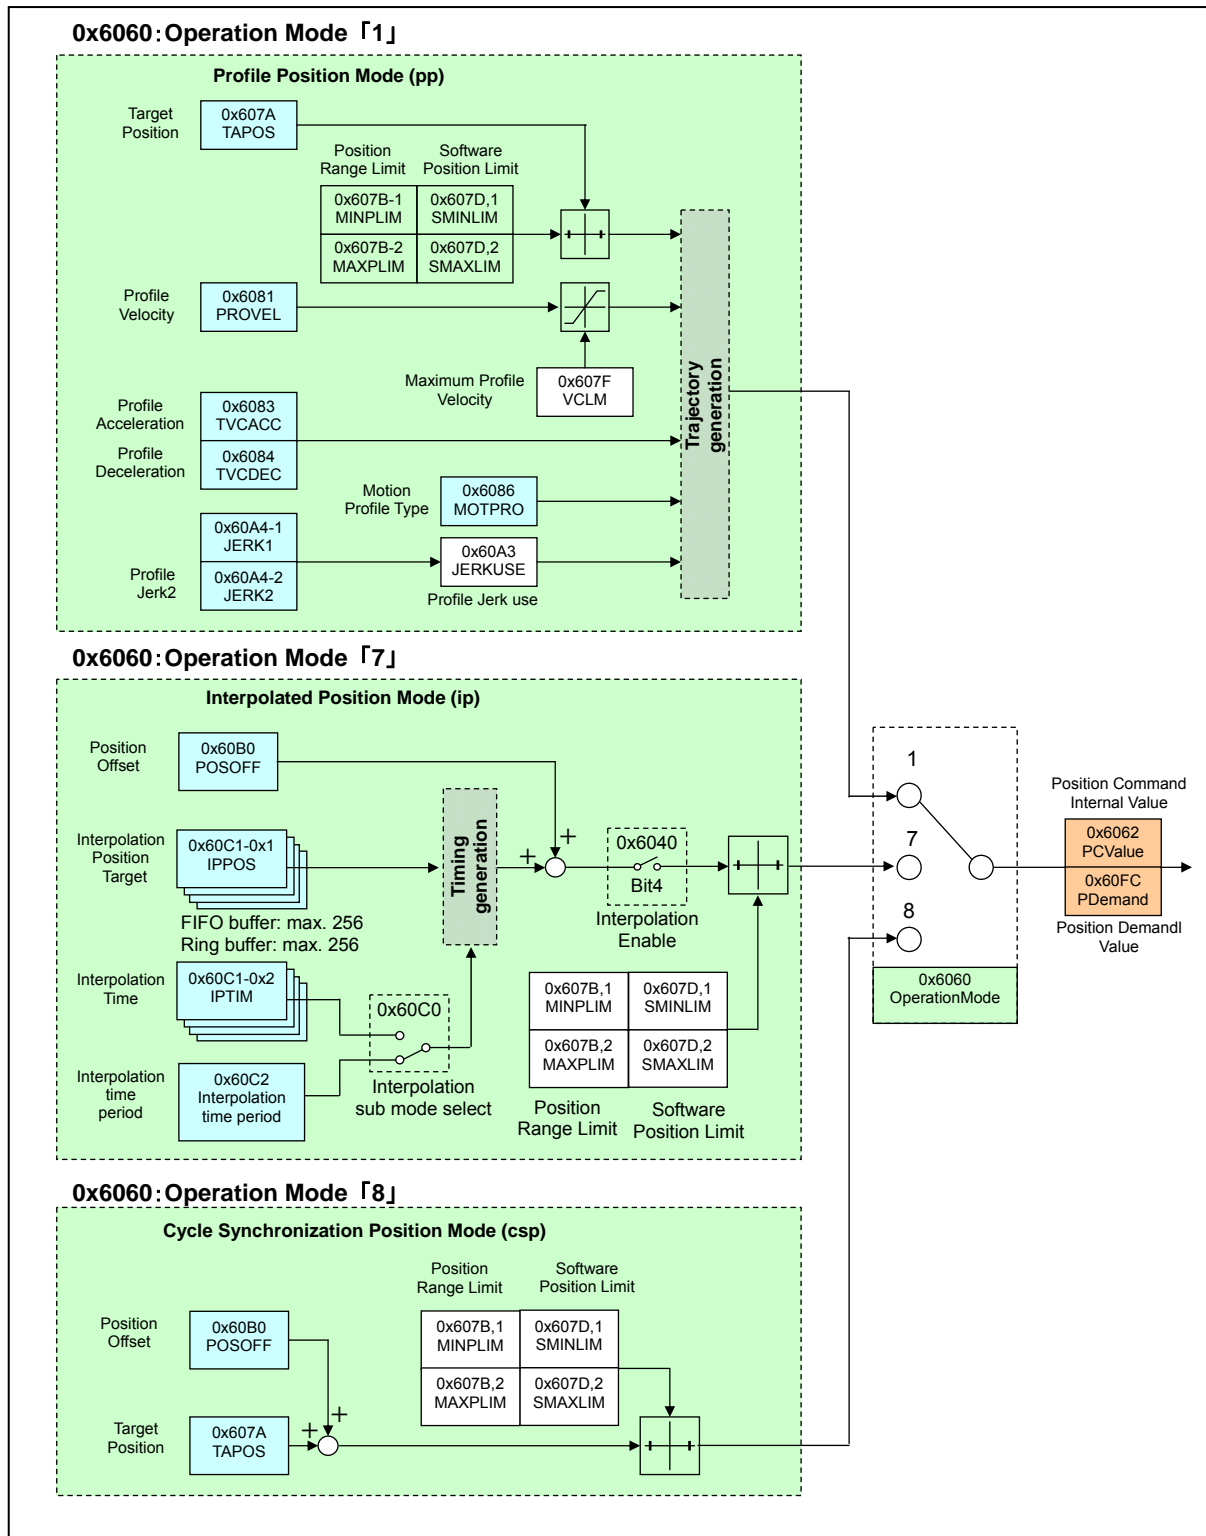 0x6060:Operation Mode「1」
Profile Position Mode (pp)
Target
Position
0x607A
TAPOS
Position
Range Limit
Software
Position Limit
0x607B-1
MINPLIM
0x607D,1
SMINLIM
0x607B-2
MAXPLIM
0x607D,2
SMAXLIM
Profile
Velocity
0x6081
PROVEL
Maximum Profile
Velocity
0x607F
VCLM
Profile
Acceleration
0x6083
TVCACC
Profile
Deceleration
0x6084
TVCDEC
Motion
Profile Type
0x6086
MOTPRO
0x60A4-1
JERK1
Profile
Jerk2
0x60A4-2
JERK2
0x60A3
JERKUSE
Profile Jerk use
Trajectory
generation
0x6060:Operation Mode「7」
Interpolated Position Mode (ip)
Position
Offset
0x60B0
POSOFF
Interpolation
Position
Target
0x60C1-0x1
IPPOS
FIFO buffer: max. 256
Ring buffer: max. 256
Timing
generation
+
+
0x6040
Bit4
Interpolation
Enable
Interpolation
Time
0x60C1-0x2
IPTIM
0x60C0
Interpolation
sub mode select
Interpolation
time
period
0x60C2
Interpolation
time period
0x607B,1
MINPLIM
0x607D,1
SMINLIM
0x607B,2
MAXPLIM
0x607D,2
SMAXLIM
Position
Range Limit
Software
Position Limit
1
7
8
0x6060
OperationMode
Position Command
Internal Value
0x6062
PCValue
0x60FC
PDemand
Position Demandl
Value
0x6060:Operation Mode「8」
Cycle Synchronization Position Mode (csp)
Position
Range Limit
Software
Position Limit
Position
Offset
0x60B0
POSOFF
0x607B,1
MINPLIM
0x607D,1
SMINLIM
0x607B,2
MAXPLIM
0x607D,2
SMAXLIM
Target
Position
0x607A
TAPOS
+
+